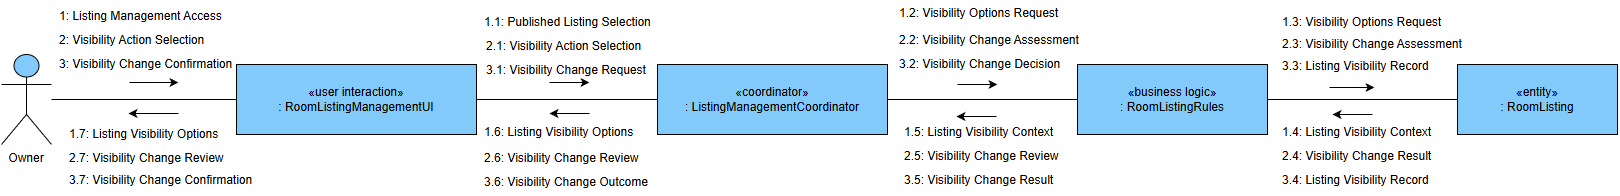 1: Listing Management Access
2: Visibility Action Selection
3: Visibility Change Confirmation
1.1: Published Listing Selection
2.1: Visibility Action Selection
3.1: Visibility Change Request
1.2: Visibility Options Request
2.2: Visibility Change Assessment
3.2: Visibility Change Decision
1.3: Visibility Options Request
2.3: Visibility Change Assessment
3.3: Listing Visibility Record
«user interaction»
: RoomListingManagementUI
«coordinator»
: ListingManagementCoordinator
«business logic»
: RoomListingRules
«entity»
: RoomListing
Owner
1.7: Listing Visibility Options
2.7: Visibility Change Review
3.7: Visibility Change Confirmation
1.6: Listing Visibility Options
2.6: Visibility Change Review
3.6: Visibility Change Outcome
1.5: Listing Visibility Context
2.5: Visibility Change Review
3.5: Visibility Change Result
1.4: Listing Visibility Context
2.4: Visibility Change Result
3.4: Listing Visibility Record